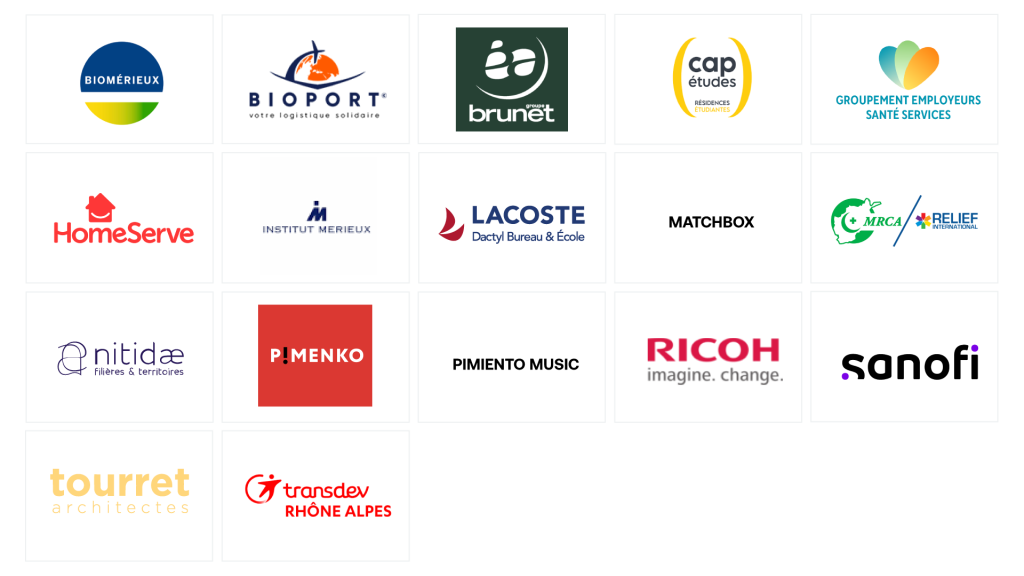 BIOMÉRIEUX
BIOPORT©
votre logistique solidaire
groupe
brunet
cap
études
RÉSIDENCES
ÉTUDIANTES
GROUPEMENT EMPLOYEURS
SANTÉ SERVICES
HomeServe
INSTITUT MERIEUX
LACOSTE
Dactyl Bureau & École
MATCHBOX
MRCA
RELIEF
INTERNATIONAL
nitidæ
filières & territoires
P!MENKO
PIMIENTO MUSIC
RICOH
imagine. change.
sanofi
tourret
architectes
transdev
RHÔNE ALPES